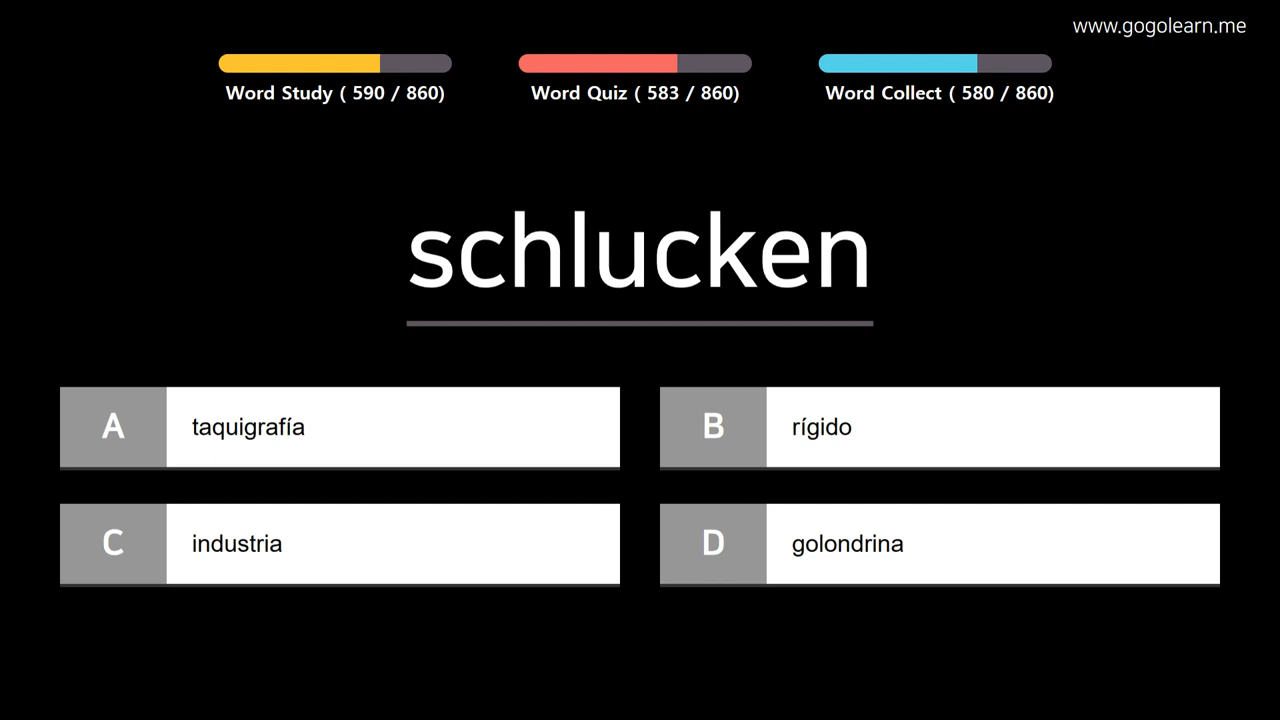 www.gogolearn.me
Word Study ( 590 / 860)
Word Quiz ( 583 / 860)
Word Collect ( 580 / 860)
schlucken
A taquigrafía
B rígido
C industria
D golondrina